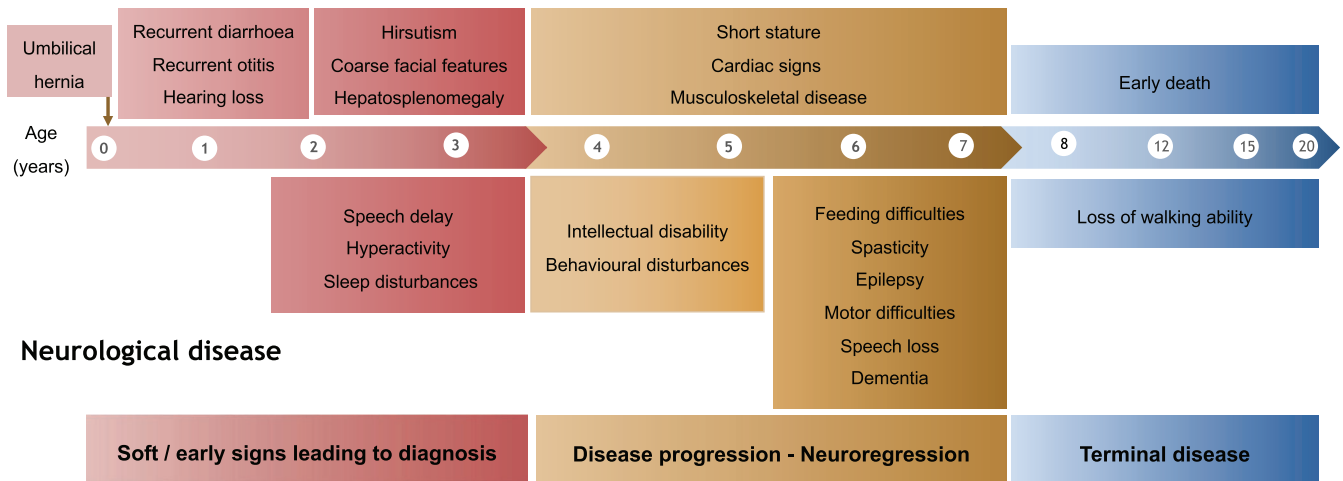 Umbilical
hernia
Recurrent diarrhoea
Recurrent otitis
Hearing loss
Hirsutism
Coarse facial features
Hepatosplenomegaly
Short stature
Cardiac signs
Musculoskeletal disease
Early death
Age
(years)
0 1 2 3 4 5 6 7 8 12 15 20
Speech delay
Hyperactivity
Sleep disturbances
Intellectual disability
Behavioural disturbances
Feeding difficulties
Spasticity
Epilepsy
Motor difficulties
Speech loss
Dementia
Loss of walking ability
Neurological disease
Soft / early signs leading to diagnosis
Disease progression - Neuroregression
Terminal disease